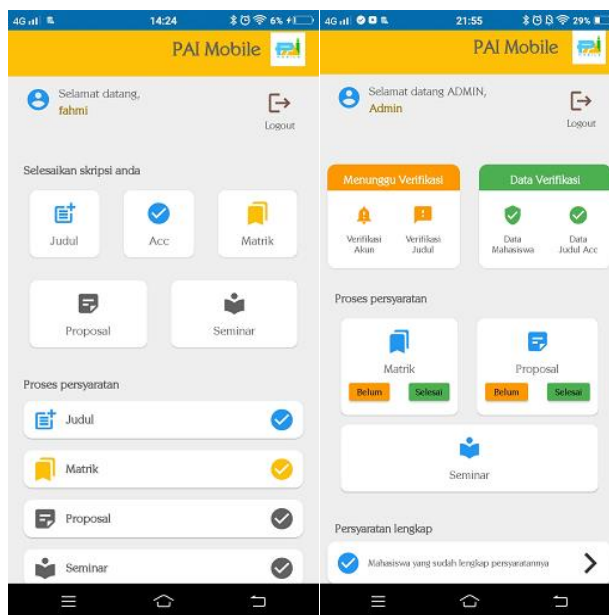 4G 14:24 6%
PAI Mobile
Selamat datang,
fahmi
Logout
Selesaikan skripsi anda
Judul
Acc
Matrik
Proposal
Seminar
Proses persyaratan
Judul
Matrik
Proposal
Seminar
4G 21:55 29%
PAI Mobile
Selamat datang ADMIN,
Admin
Logout
Menunggu Verifikasi
Verifikasi
Akun
Verifikasi
Judul
Data Verifikasi
Data
Mahasiswa
Data
Judul Acc
Proses persyaratan
Matrik
Belum Selesai
Proposal
Belum Selesai
Seminar
Persyaratan lengkap
Mahasiswa yang sudah lengkap persyaratannya